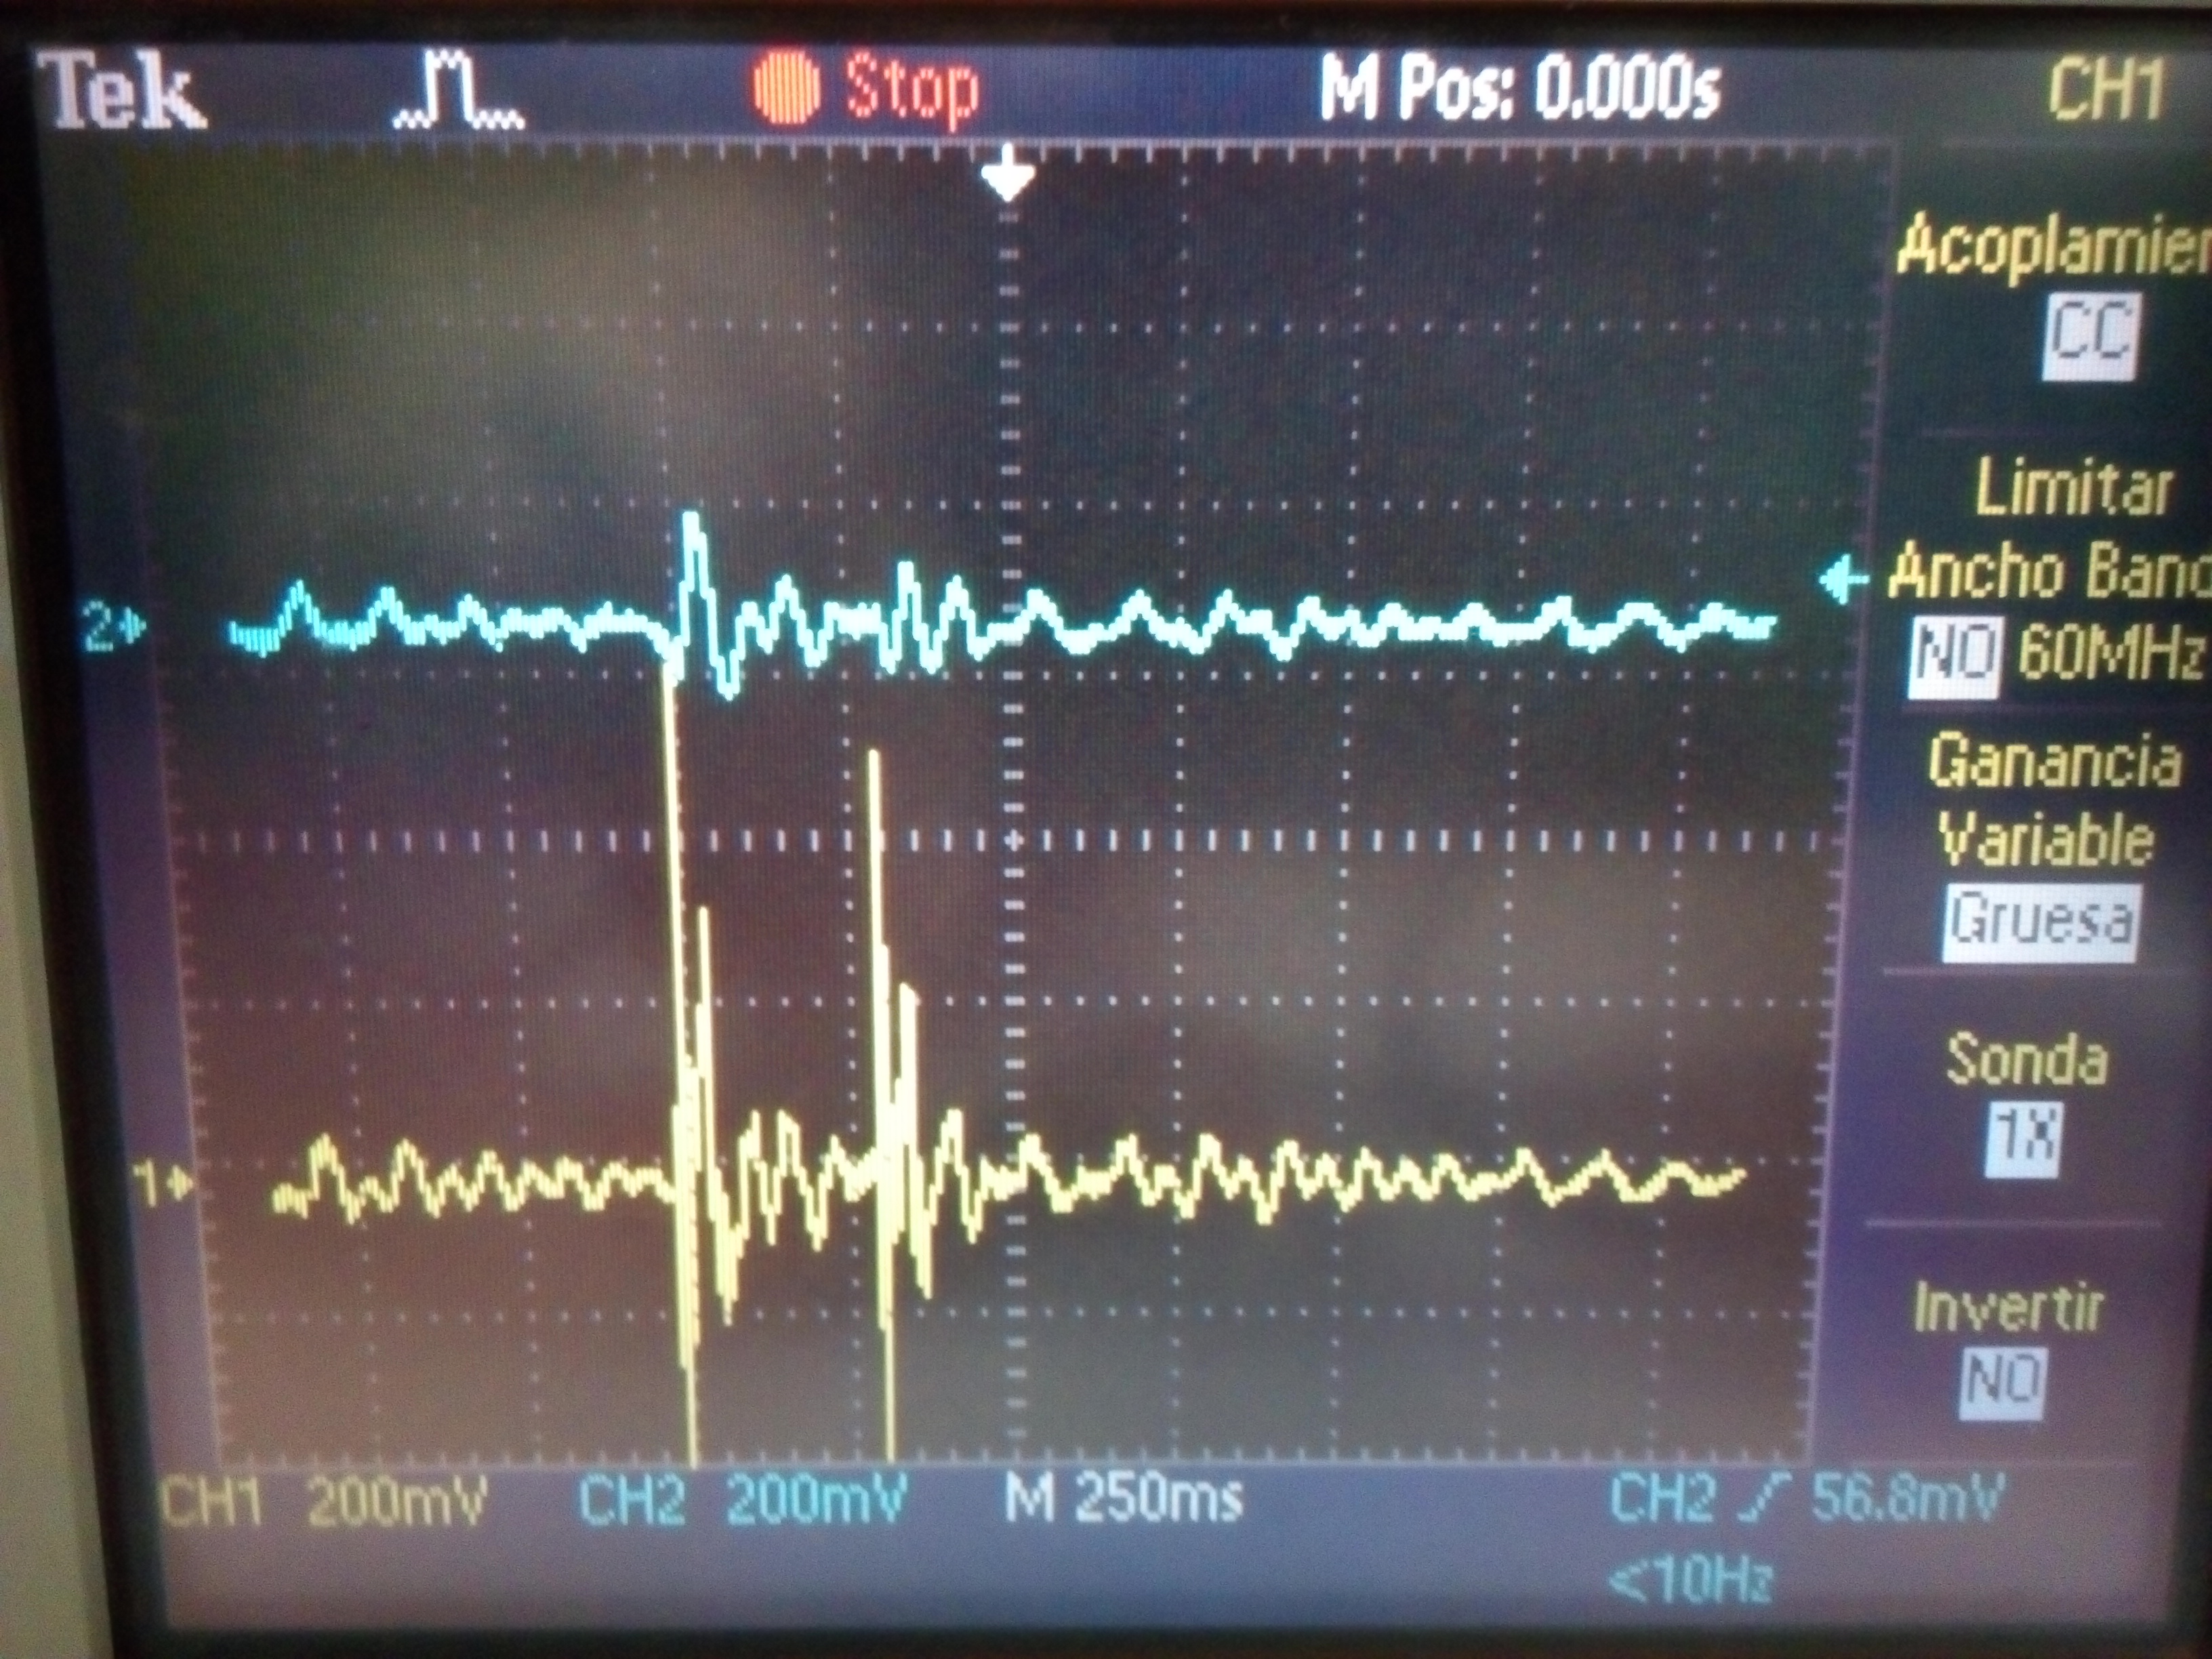 Tek Stop M Pos: 0.000s CH1
Acoplamien
CC
Limitar
Ancho Band
NO 60MHz
Ganancia
Variable
Gruesa
Sonda
1X
Invertir
NO
2
1
CH1 200mV CH2 200mV M 250ms CH2 56.8mV
<10Hz